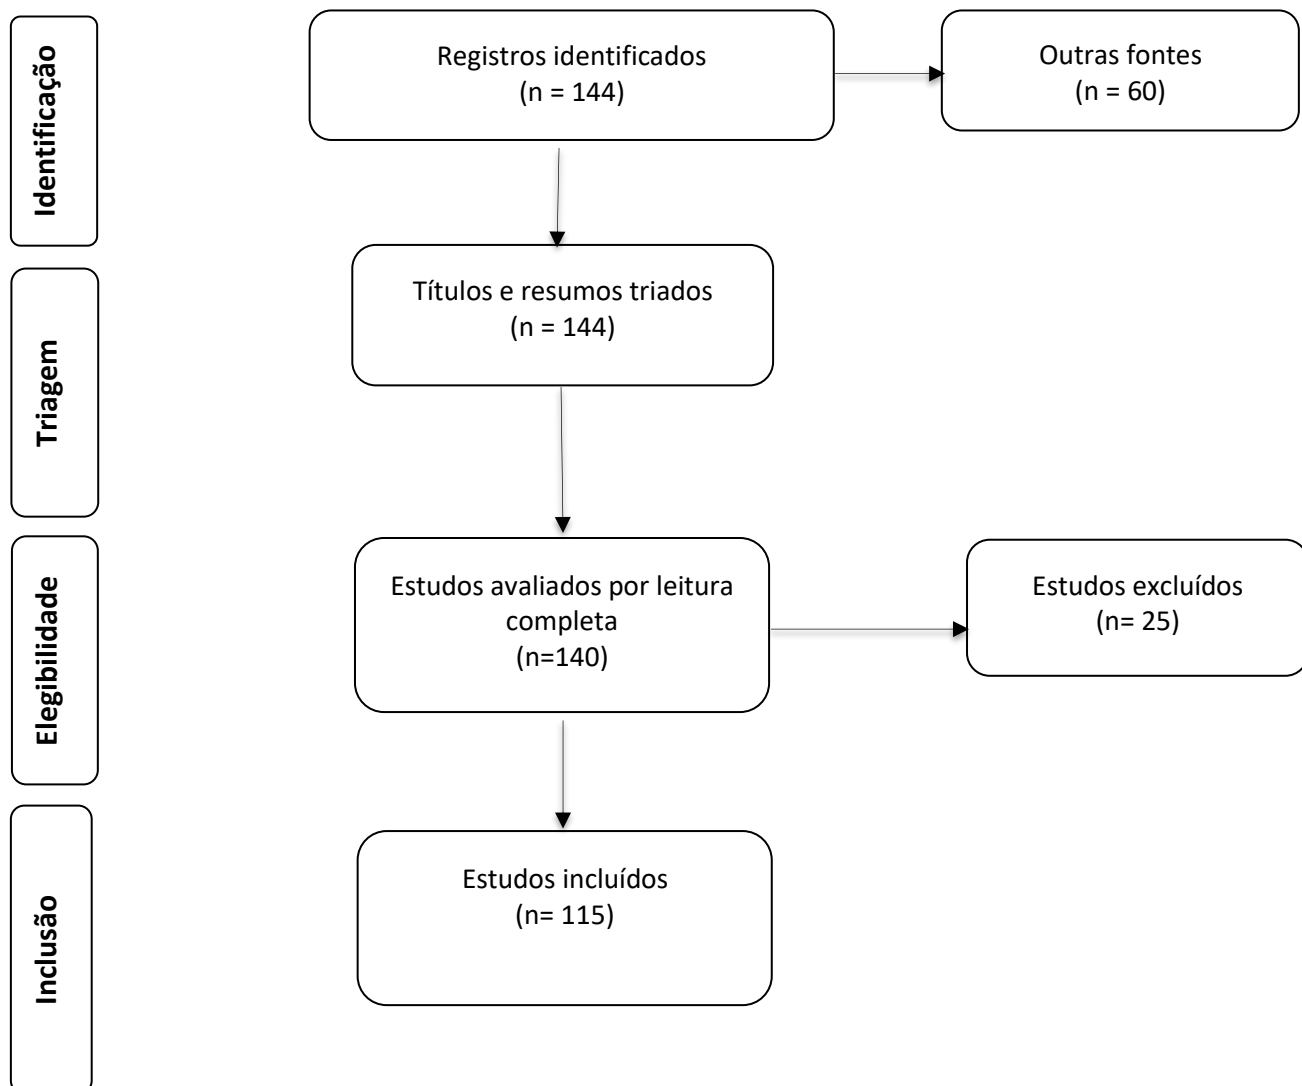 Identificação
Registros identificados
(n = 144)
Outras fontes
(n = 60)
Triagem
Títulos e resumos triados
(n = 144)
Elegibilidade
Estudos avaliados por leitura
completa
(n=140)
Estudos excluídos
(n= 25)
Inclusão
Estudos incluídos
(n= 115)